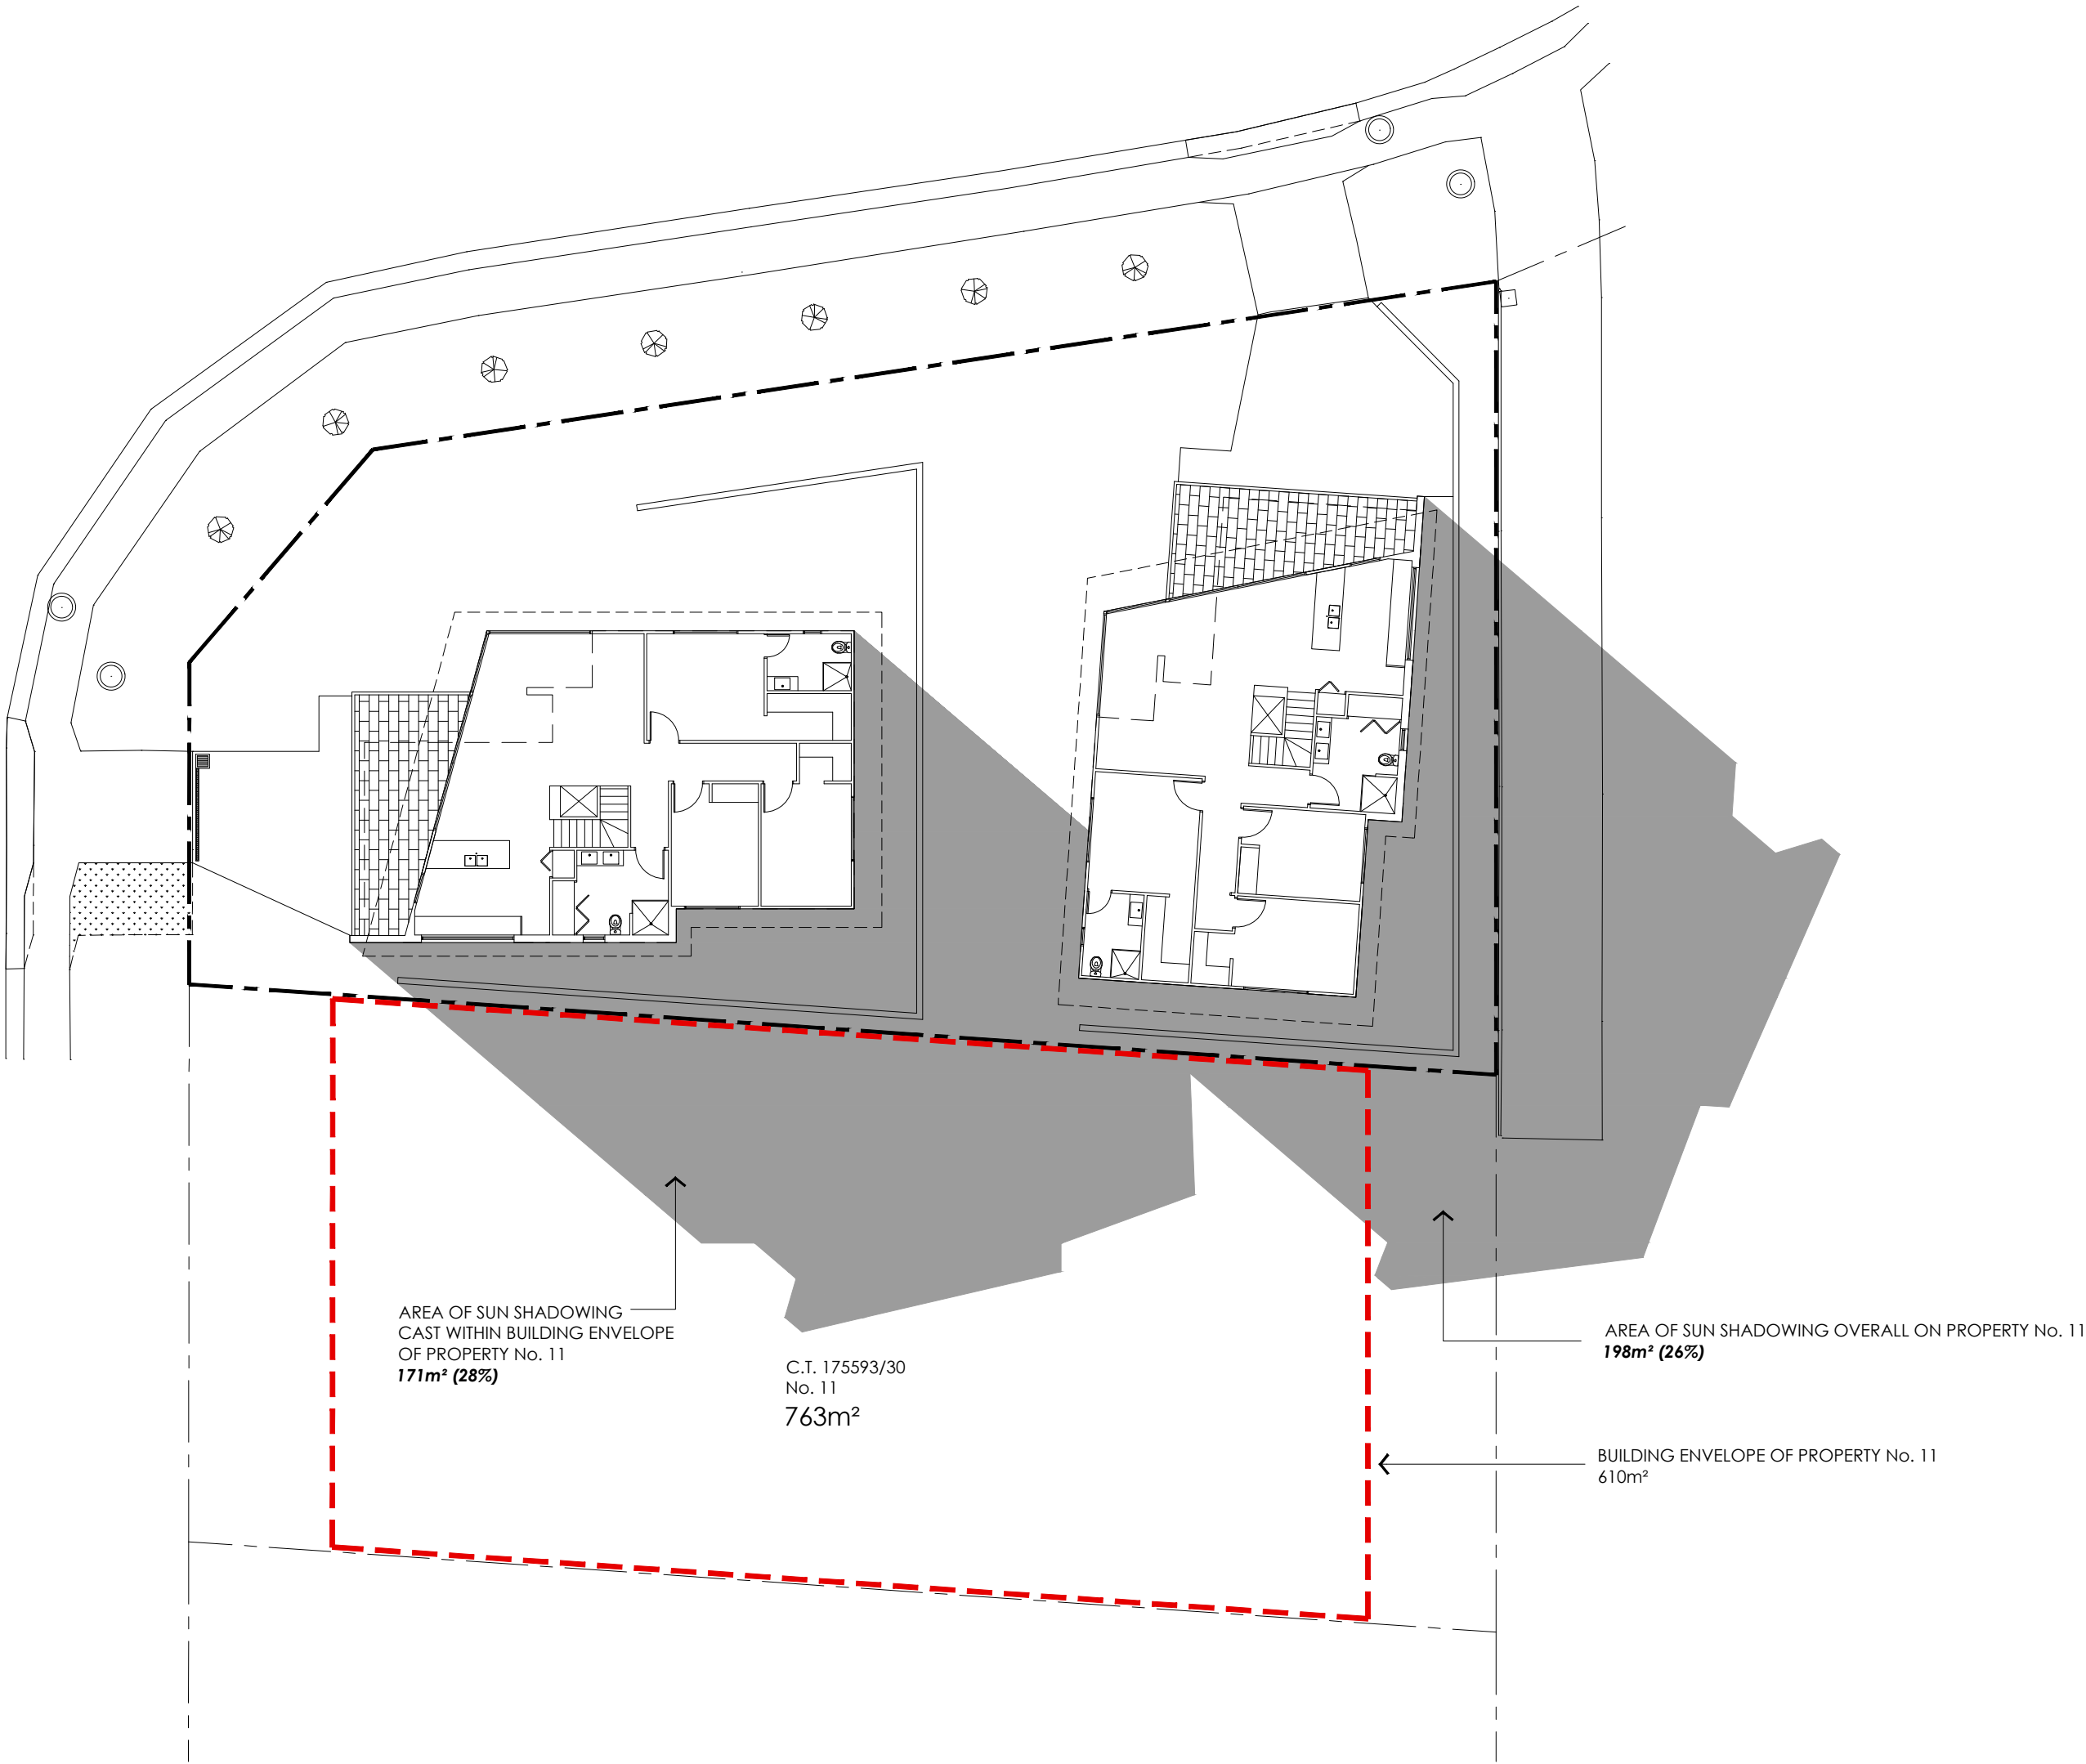 AREA OF SUN SHADOWING
CAST WITHIN BUILDING ENVELOPE
OF PROPERTY No. 11
171m² (28%)
C.T. 175593/30
No. 11
763m²
AREA OF SUN SHADOWING OVERALL ON PROPERTY No. 11
198m² (26%)
BUILDING ENVELOPE OF PROPERTY No. 11
610m²